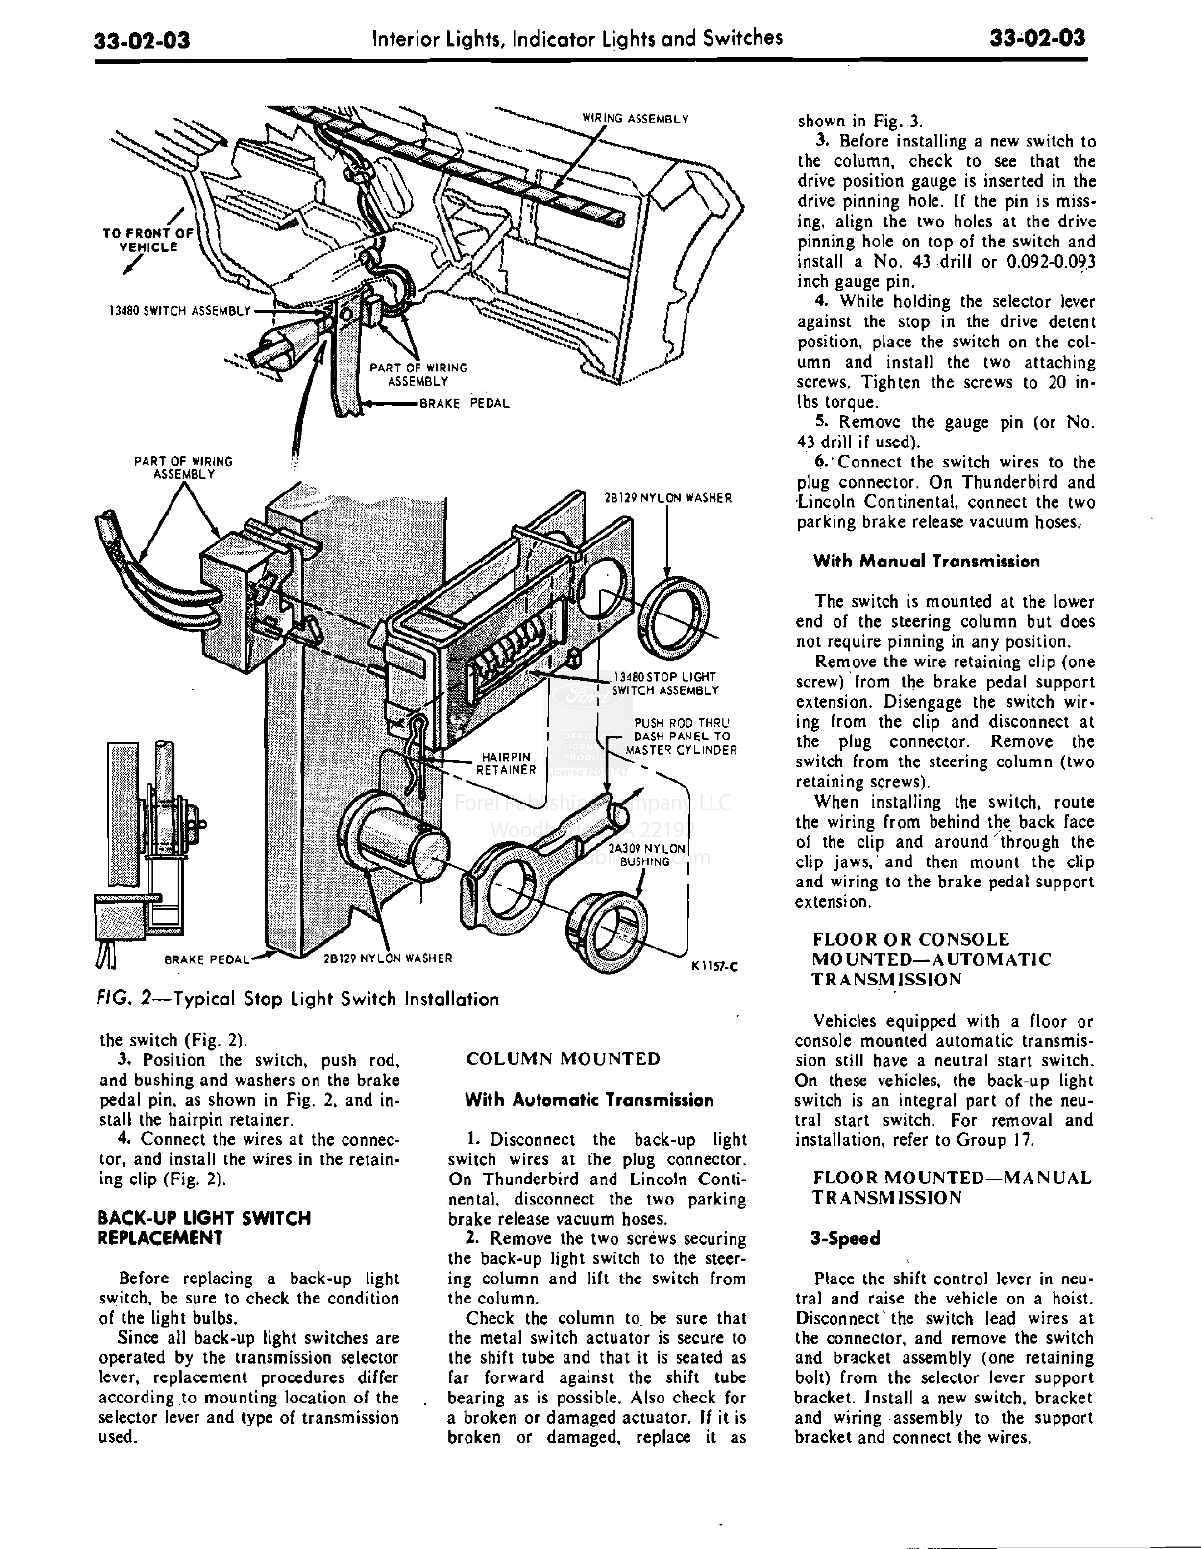 33-02-03
Interior Lights, Indicator Lights and Switches
33-02-03
WIRING ASSEMBLY
TO FRONT OF
VEHICLE
13480 SWITCH ASSEMBLY
PART OF WIRING
ASSEMBLY
BRAKE PEDAL
PART OF WIRING
ASSEMBLY
2B129 NYLON WASHER
13480 STOP LIGHT
SWITCH ASSEMBLY
PUSH ROD THRU
DASH PANEL TO
MASTER CYLINDER
HAIRPIN
RETAINER
2A309 NYLON
BUSHING
BRAKE PEDAL
2B129 NYLON WASHER
K1157-C
FIG. 2—Typical Stop Light Switch Installation
the switch (Fig. 2).
3. Position the switch, push rod,
and bushing and washers on the brake
pedal pin, as shown in Fig. 2, and in-
stall the hairpin retainer.
4. Connect the wires at the connec-
tor, and install the wires in the retain-
ing clip (Fig. 2).
BACK-UP LIGHT SWITCH
REPLACEMENT
Before replacing a back-up light
switch, be sure to check the condition
of the light bulbs.
Since all back-up light switches are
operated by the transmission selector
lever, replacement procedures differ
according to mounting location of the
selector lever and type of transmission
used.
COLUMN MOUNTED
With Automatic Transmission
1. Disconnect the back-up light
switch wires at the plug connector.
On Thunderbird and Lincoln Conti-
nental, disconnect the two parking
brake release vacuum hoses.
2. Remove the two screws securing
the back-up light switch to the steer-
ing column and lift the switch from
the column.
Check the column to be sure that
the metal switch actuator is secure to
the shift tube and that it is seated as
far forward against the shift tube
bearing as is possible. Also check for
a broken or damaged actuator. If it is
broken or damaged, replace it as
shown in Fig. 3.
3. Before installing a new switch to
the column, check to see that the
drive position gauge is inserted in the
drive pinning hole. If the pin is miss-
ing, align the two holes at the drive
pinning hole on top of the switch and
install a No. 43 drill or 0.092-0.093
inch gauge pin.
4. While holding the selector lever
against the stop in the drive detent
position, place the switch on the col-
umn and install the two attaching
screws. Tighten the screws to 20 in-
lbs torque.
5. Remove the gauge pin (or No.
43 drill if used).
6. Connect the switch wires to the
plug connector. On Thunderbird and
Lincoln Continental, connect the two
parking brake release vacuum hoses.
With Manual Transmission
The switch is mounted at the lower
end of the steering column but does
not require pinning in any position.
Remove the wire retaining clip (one
screw) from the brake pedal support
extension. Disengage the switch wir-
ing from the clip and disconnect at
the plug connector. Remove the
switch from the steering column (two
retaining screws).
When installing the switch, route
the wiring from behind the back face
of the clip and around through the
clip jaws, and then mount the clip
and wiring to the brake pedal support
extension.
FLOOR OR CONSOLE
MOUNTED—AUTOMATIC
TRANSMISSION
Vehicles equipped with a floor or
console mounted automatic transmis-
sion still have a neutral start switch.
On these vehicles, the back-up light
switch is an integral part of the neu-
tral start switch. For removal and
installation, refer to Group 17.
FLOOR MOUNTED—MANUAL
TRANSMISSION
3-Speed
Place the shift control lever in neu-
tral and raise the vehicle on a hoist.
Disconnect the switch lead wires at
the connector, and remove the switch
and bracket assembly (one retaining
bolt) from the selector lever support
bracket. Install a new switch, bracket
and wiring assembly to the support
bracket and connect the wires.